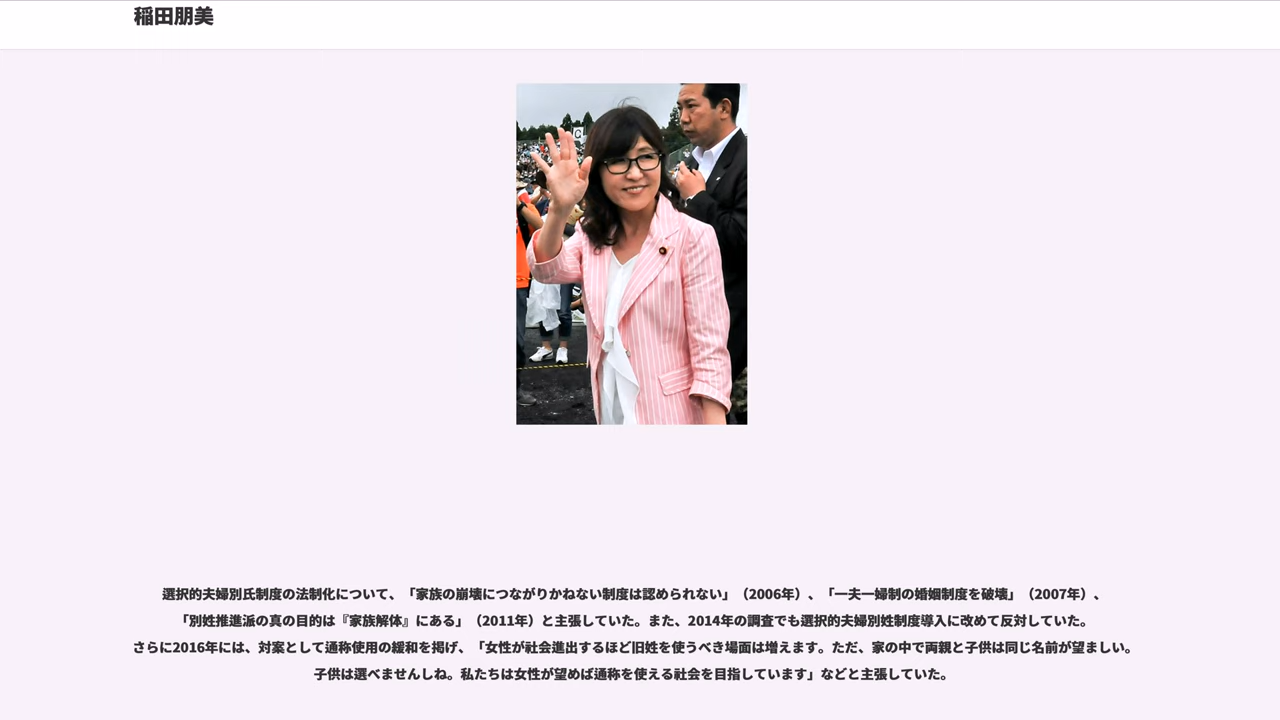 稲田朋美
C
選択的夫婦別氏制度の法制化について、「家族の崩壊につながりかねない制度は認められない」（2006年）、「一夫一婦制の婚姻制度を破壊」（2007年）、
「別姓推進派の真の目的は『家族解体』にある」（2011年）と主張していた。また、2014年の調査でも選択的夫婦別姓制度導入に改めて反対していた。
さらに2016年には、対案として通称使用の緩和を掲げ、「女性が社会進出するほど旧姓を使うべき場面は増えます。ただ、家の中で両親と子供は同じ名前が望ましい。
子供は選べませんしね。私たちは女性が望めば通称を使える社会を目指しています」などと主張していた。